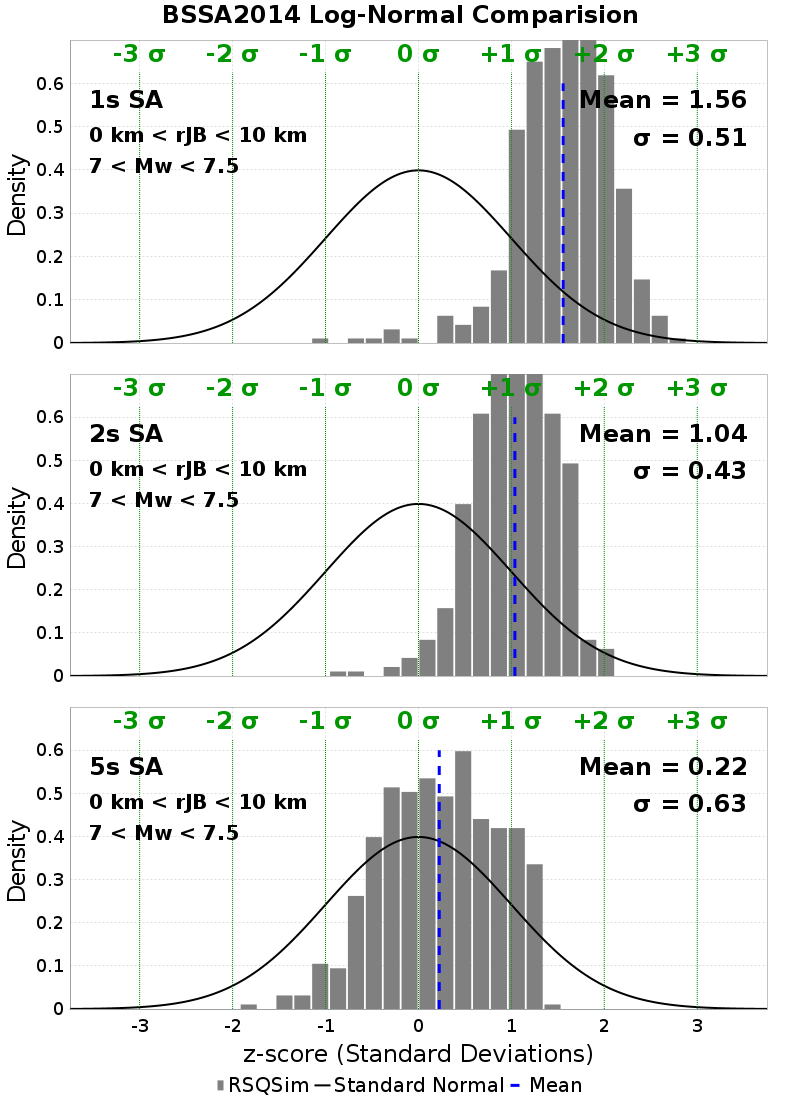 BSSA2014 Log-Normal Comparision
-3 σ -2 σ -1 σ 0 σ +1 σ +2 σ +3 σ
1s SA
Mean = 1.56
0 km < rJB < 10 km
σ = 0.51
7 < Mw < 7.5
Density
0.6
0.5
0.4
0.3
0.2
0.1
0
-3 σ -2 σ -1 σ 0 σ +1 σ +2 σ +3 σ
2s SA
Mean = 1.04
0 km < rJB < 10 km
σ = 0.43
7 < Mw < 7.5
Density
0.6
0.5
0.4
0.3
0.2
0.1
0
-3 σ -2 σ -1 σ 0 σ +1 σ +2 σ +3 σ
5s SA
Mean = 0.22
0 km < rJB < 10 km
σ = 0.63
7 < Mw < 7.5
Density
0.6
0.5
0.4
0.3
0.2
0.1
0
-3 -2 -1 0 1 2 3
z-score (Standard Deviations)
RSQSim Standard Normal Mean